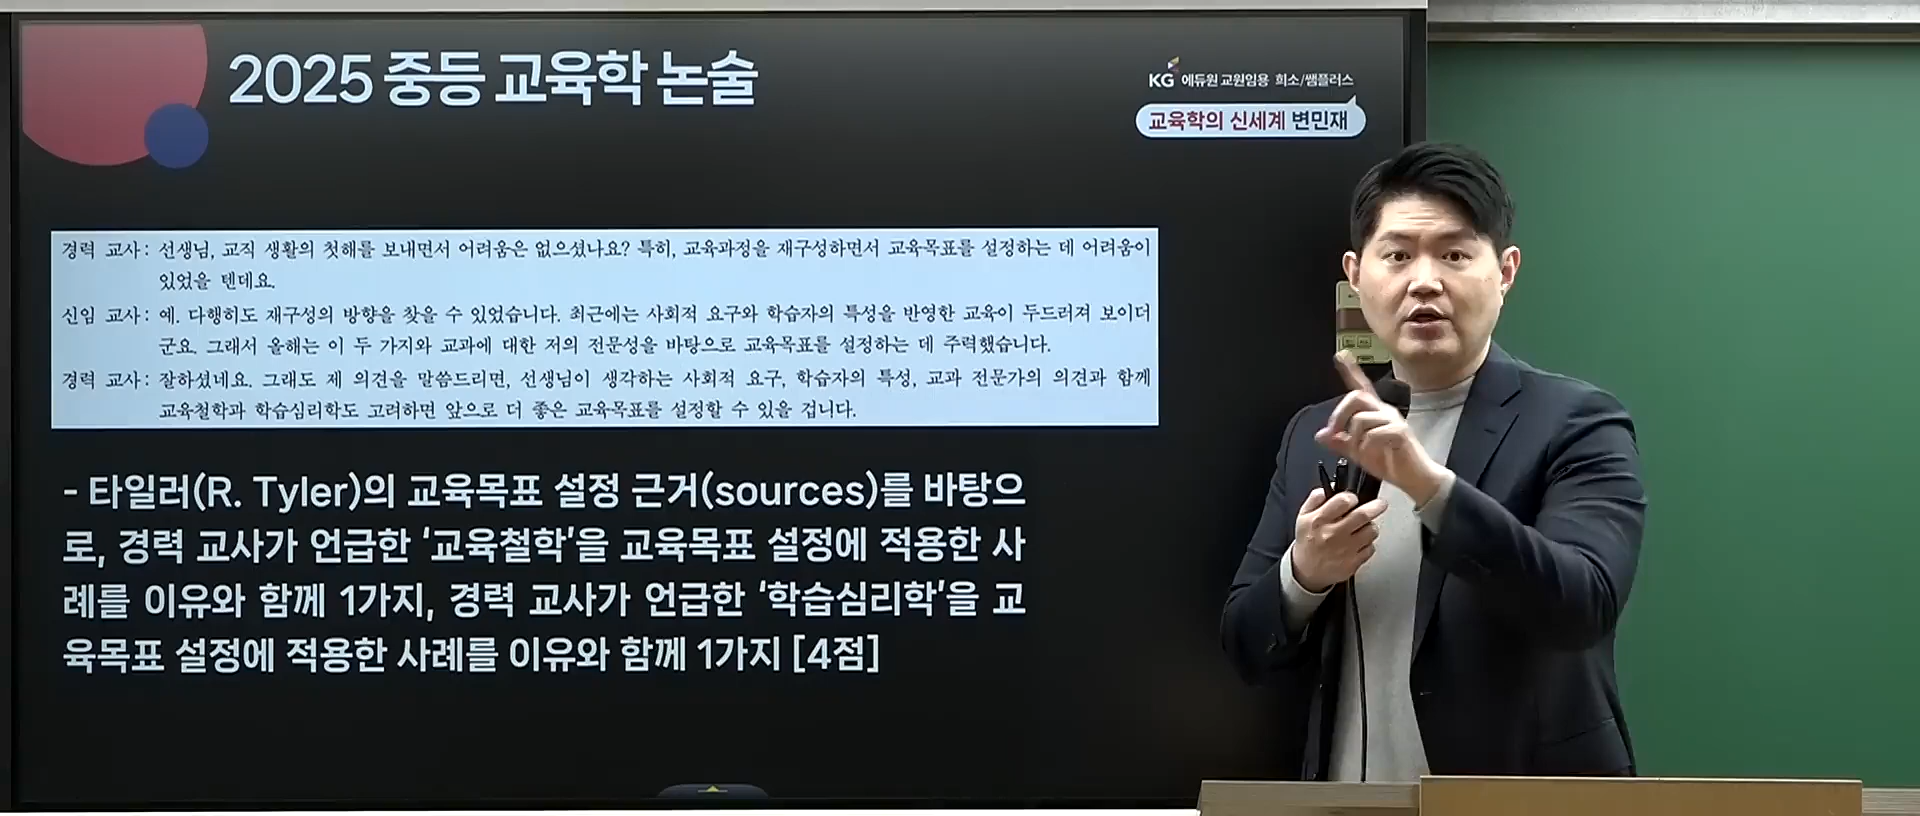 2025 중등 교육학 논술
KG 에듀원 교원임용 희소/쌤플러스
교육학의 신세계 변민재
경력 교사: 선생님, 교직 생활의 첫해를 보내면서 어려움은 없으셨나요? 특히, 교육과정을 재구성하면서 교육목표를 설정하는 데 어려움이
있었을 텐데요.
신임 교사: 예. 다행히도 재구성의 방향을 찾을 수 있었습니다. 최근에는 사회적 요구와 학습자의 특성을 반영한 교육이 두드러져 보이더
군요. 그래서 올해는 이 두 가지와 교과에 대한 저의 전문성을 바탕으로 교육목표를 설정하는 데 주력했습니다.
경력 교사: 잘하셨네요. 그래도 제 의견을 말씀드리면, 선생님이 생각하는 사회적 요구, 학습자의 특성, 교과 전문가의 의견과 함께
교육철학과 학습심리학도 고려하면 앞으로 더 좋은 교육목표를 설정할 수 있을 겁니다.
- 타일러(R. Tyler)의 교육목표 설정 근거(sources)를 바탕으
로, 경력 교사가 언급한 ‘교육철학’을 교육목표 설정에 적용한 사
례를 이유와 함께 1가지, 경력 교사가 언급한 ‘학습심리학’을 교
육목표 설정에 적용한 사례를 이유와 함께 1가지 [4점]